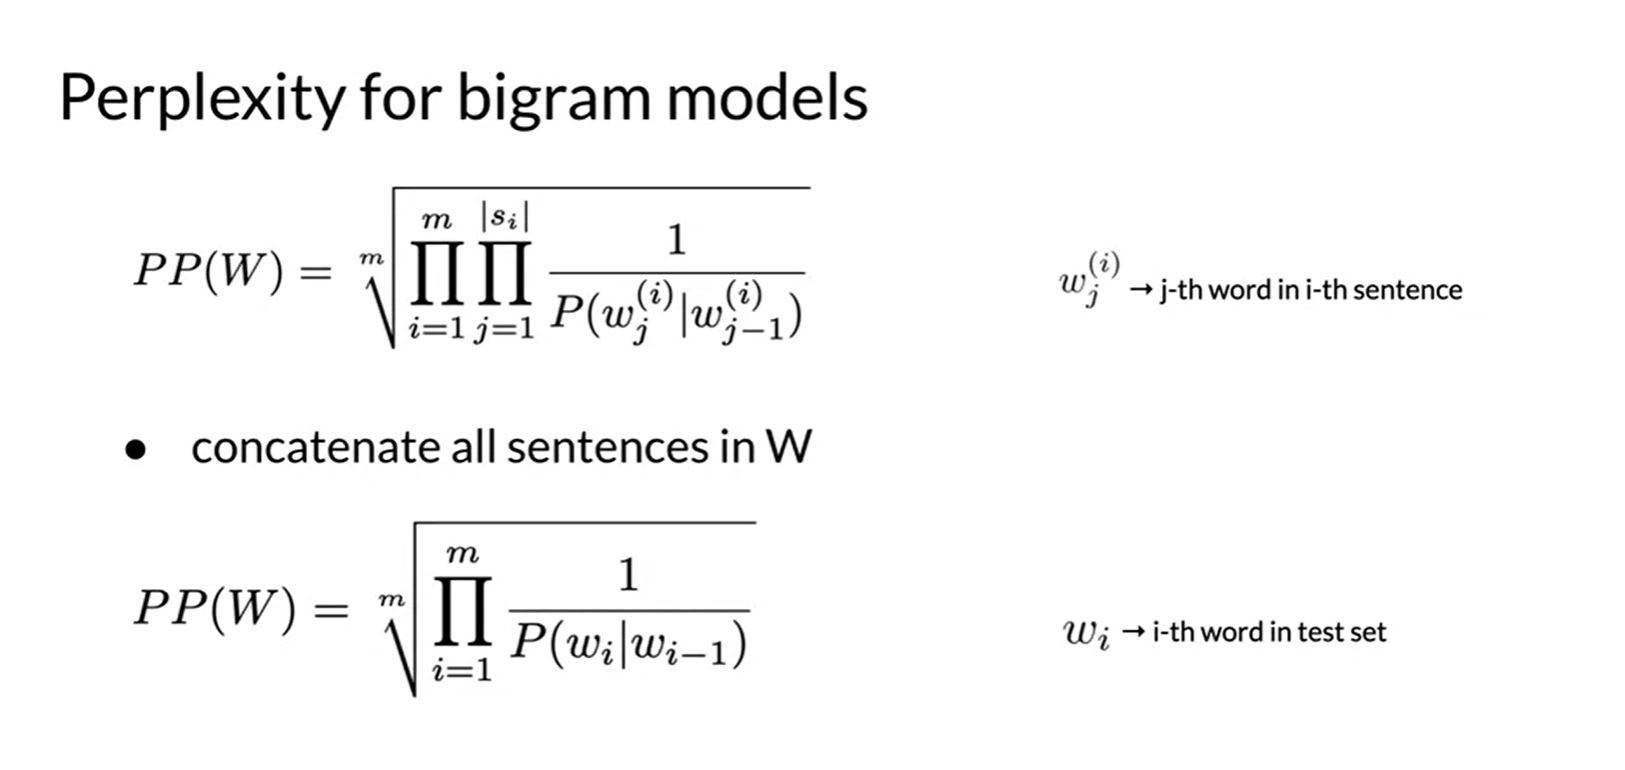 Perplexity for bigram models
$PP(W) = \sqrt[m]{\prod_{i=1}^{m} \prod_{j=1}^{|s_i|} \frac{1}{P(w_j^{(i)}|w_{j-1}^{(i)})}}$ $w_j^{(i)}$ → j-th word in i-th sentence
● concatenate all sentences in W
$PP(W) = \sqrt[m]{\prod_{i=1}^{m} \frac{1}{P(w_i|w_{i-1})}}$ $w_i$ → i-th word in test set